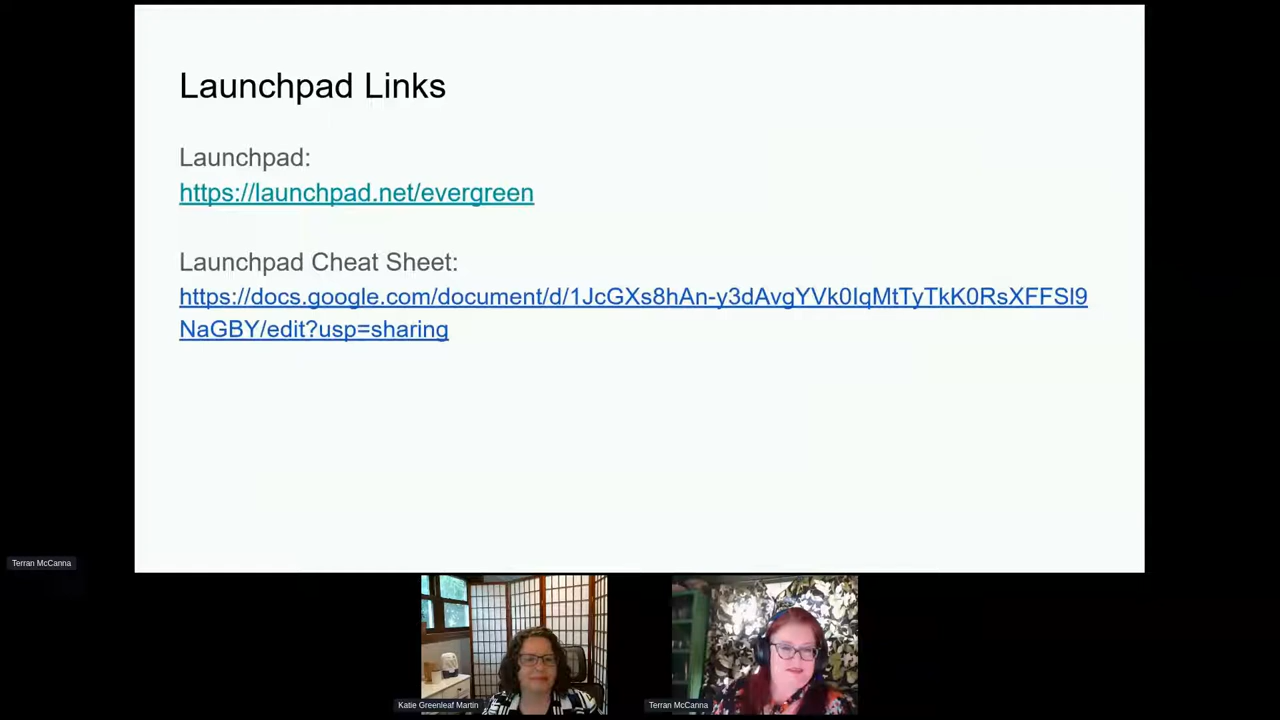 Launchpad Links
Launchpad:
https://launchpad.net/evergreen
Launchpad Cheat Sheet:
https://docs.google.com/document/d/1JcGXs8hAn-y3dAvgYVk0IqMtTyTkK0RsXFFSl9
NaGBY/edit?usp=sharing
Terran McCanna
Katie Greenleaf Martin
Terran McCanna